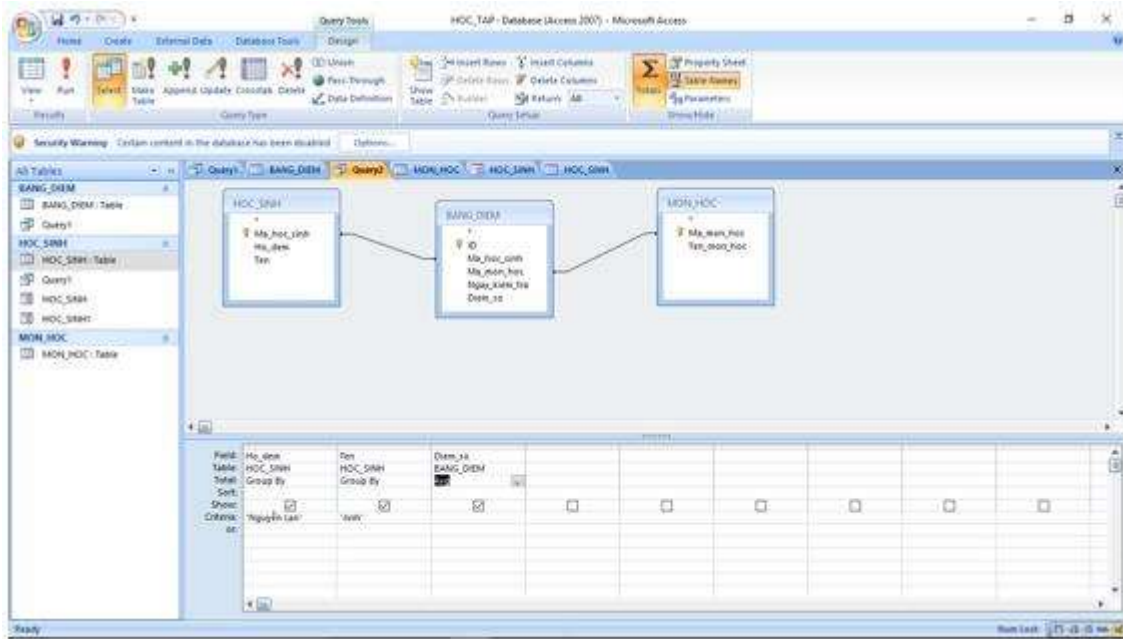 Query Tools
HOC_TAP - Database (Access 2007) - Microsoft Access
Home Create External Data Database Tools Design
View Run Select Make Table Append Update Crosstab Delete
Union
Pass-Through
Data Definition
Show Table
Insert Rows
Delete Rows
Builder
Insert Columns
Delete Columns
Return: All
Totals
Property Sheet
Table Names
Parameters
Results Query Type Query Setup Show/Hide
Security Warning Certain content in the database has been disabled Options...
All Tables
BANG_DIEM
BANG_DIEM : Table
Query1
HOC_SINH
HOC_SINH : Table
Query1
HOC_SINH
HOC_SINH1
MON_HOC
MON_HOC : Table
Query1 BANG_DIEM Query2 MON_HOC HOC_SINH HOC_SINH
HOC_SINH
*
Ma_hoc_sinh
Ho_dem
Ten
BANG_DIEM
*
ID
Ma_hoc_sinh
Ma_mon_hoc
Ngay_kiem_tra
Diem_so
MON_HOC
*
Ma_mon_hoc
Ten_mon_hoc
Field: Ho_dem Ten Diem_so
Table: HOC_SINH HOC_SINH BANG_DIEM
Total: Group By Group By Avg
Sort:
Show:
Criteria: "Nguyễn Lan" "Anh"
or:
Ready
Num Lock